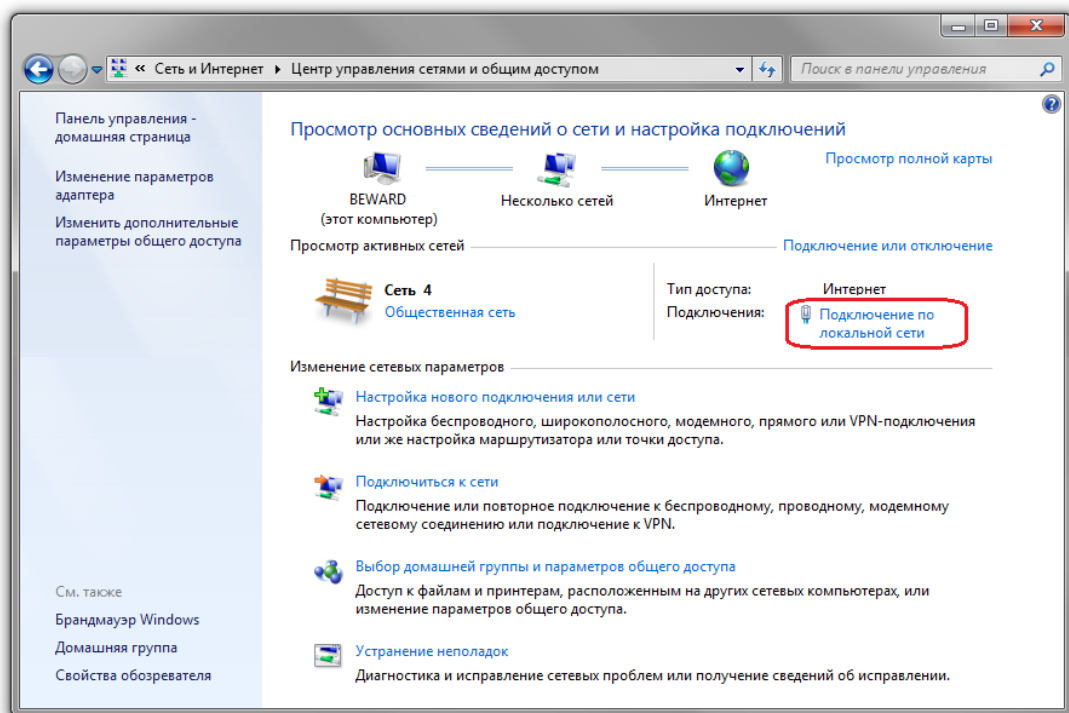 « Сеть и Интернет ▸ Центр управления сетями и общим доступом
Поиск в панели управления
Панель управления -
домашняя страница
Изменение параметров
адаптера
Изменить дополнительные
параметры общего доступа
См. также
Брандмауэр Windows
Домашняя группа
Свойства обозревателя
Просмотр основных сведений о сети и настройка подключений
Просмотр полной карты
BEWARD
(этот компьютер)
Несколько сетей
Интернет
Просмотр активных сетей
Подключение или отключение
Сеть 4
Общественная сеть
Тип доступа: Интернет
Подключения: Подключение по
локальной сети
Изменение сетевых параметров
Настройка нового подключения или сети
Настройка беспроводного, широкополосного, модемного, прямого или VPN-подключения
или же настройка маршрутизатора или точки доступа.
Подключиться к сети
Подключение или повторное подключение к беспроводному, проводному, модемному
сетевому соединению или подключение к VPN.
Выбор домашней группы и параметров общего доступа
Доступ к файлам и принтерам, расположенным на других сетевых компьютерах, или
изменение параметров общего доступа.
Устранение неполадок
Диагностика и исправление сетевых проблем или получение сведений об исправлении.